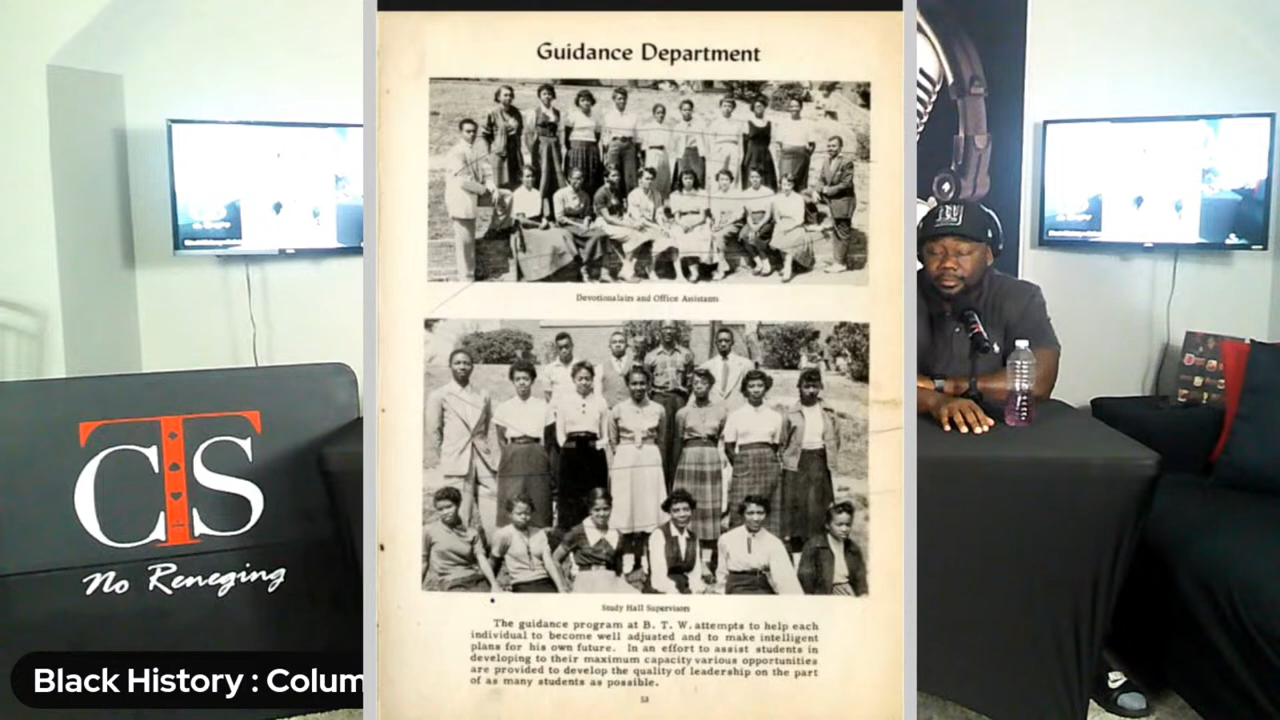 Guidance Department
Devotionalairs and Office Assistants
Study Hall Supervisors
The guidance program at B. T. W. attempts to help each
individual to become well adjusted and to make intelligent
plans for his own future. In an effort to assist students in
developing to their maximum capacity various opportunities
are provided to develop the quality of leadership on the part
of as many students as possible.
53
CTS
No Reneging
Black History : Colum